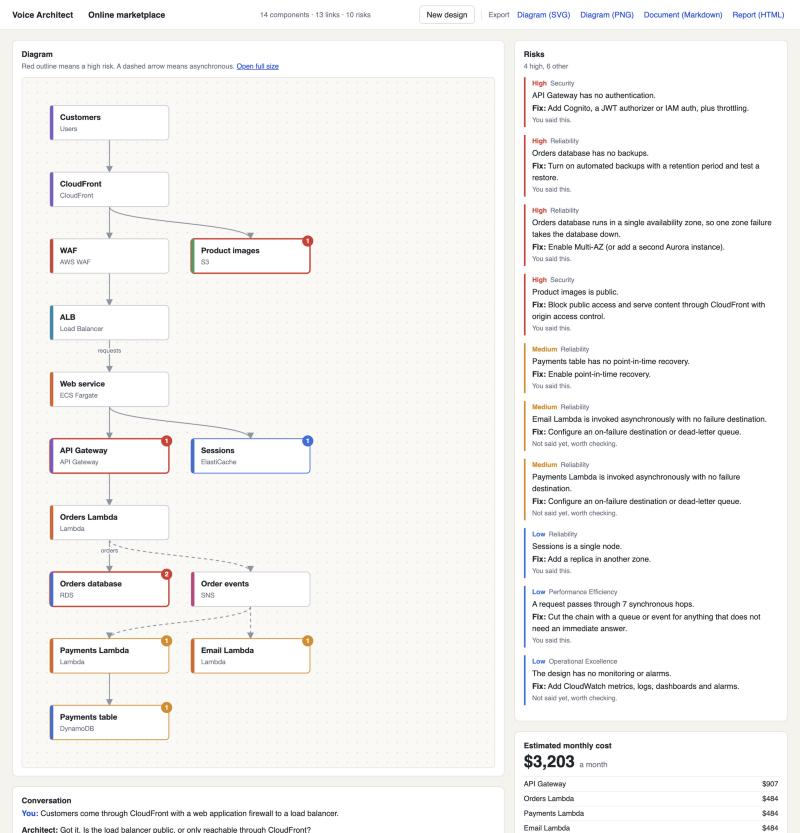 Voice Architect Online marketplace 14 components · 13 links · 10 risks New design Export Diagram (SVG) Diagram (PNG) Document (Markdown) Report (HTML)
Diagram
Red outline means a high risk. A dashed arrow means asynchronous. Open full size
Customers
Users
CloudFront
CloudFront
WAF
AWS WAF
1
Product images
S3
ALB
Load Balancer
requests
Web service
ECS Fargate
1
API Gateway
API Gateway
1
Sessions
ElastiCache
Orders Lambda
Lambda
orders
2
Orders database
RDS
Order events
SNS
1
Payments Lambda
Lambda
1
Email Lambda
Lambda
1
Payments table
DynamoDB
Conversation
You: Customers come through CloudFront with a web application firewall to a load balancer.
Architect: Got it. Is the load balancer public, or only reachable through CloudFront?
Risks
4 high, 6 other
High Security
API Gateway has no authentication.
Fix: Add Cognito, a JWT authorizer or IAM auth, plus throttling.
You said this.
High Reliability
Orders database has no backups.
Fix: Turn on automated backups with a retention period and test a
restore.
You said this.
High Reliability
Orders database runs in a single availability zone, so one zone failure
takes the database down.
Fix: Enable Multi-AZ (or add a second Aurora instance).
You said this.
High Security
Product images is public.
Fix: Block public access and serve content through CloudFront with
origin access control.
You said this.
Medium Reliability
Payments table has no point-in-time recovery.
Fix: Enable point-in-time recovery.
You said this.
Medium Reliability
Email Lambda is invoked asynchronously with no failure destination.
Fix: Configure an on-failure destination or dead-letter queue.
Not said yet, worth checking.
Medium Reliability
Payments Lambda is invoked asynchronously with no failure
destination.
Fix: Configure an on-failure destination or dead-letter queue.
Not said yet, worth checking.
Low Reliability
Sessions is a single node.
Fix: Add a replica in another zone.
You said this.
Low Performance Efficiency
A request passes through 7 synchronous hops.
Fix: Cut the chain with a queue or event for anything that does not
need an immediate answer.
You said this.
Low Operational Excellence
The design has no monitoring or alarms.
Fix: Add CloudWatch metrics, logs, dashboards and alarms.
Not said yet, worth checking.
Estimated monthly cost
$3,203 a month
API Gateway $907
Orders Lambda $484
Payments Lambda $484
Email Lambda $484